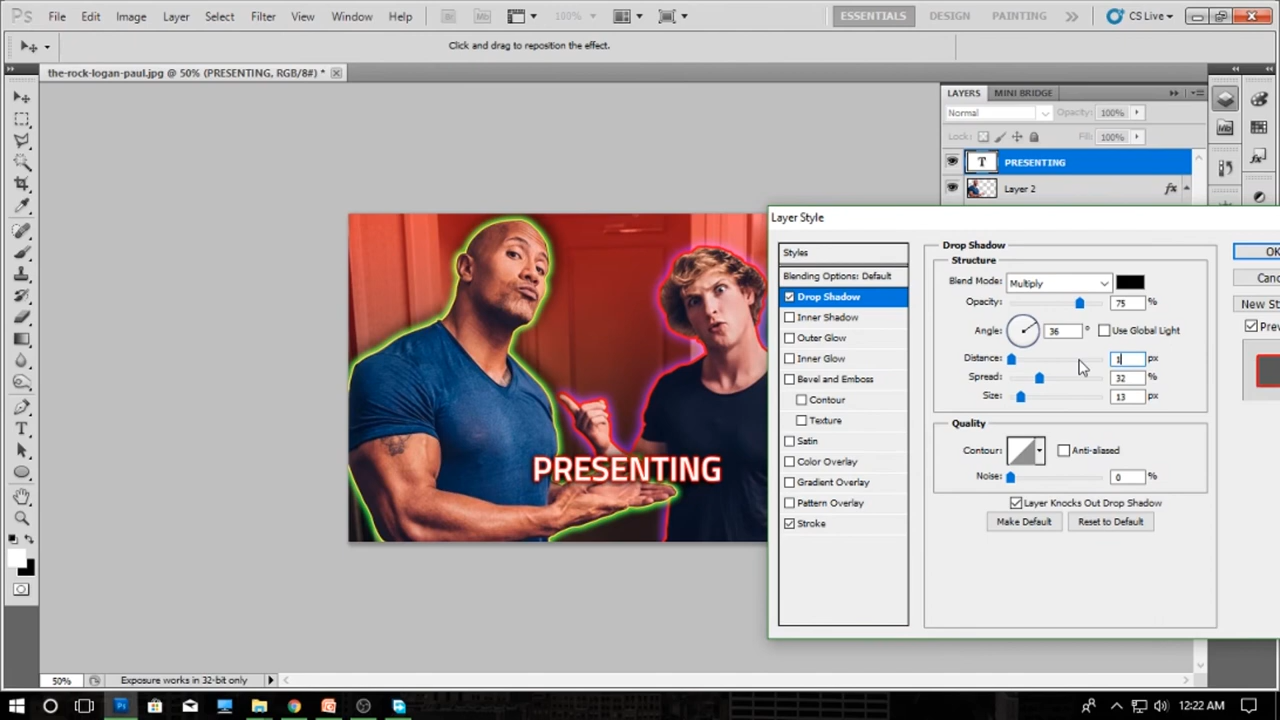 Ps File Edit Image Layer Select Filter View Window Help Br Mb 100% ESSENTIALS DESIGN PAINTING CS Live
Click and drag to reposition the effect.
the-rock-logan-paul.jpg @ 50% (PRESENTING, RGB/8#) *
LAYERS MINI BRIDGE
Normal Opacity: 100%
Lock: Fill: 100%
T PRESENTING
Layer 2 fx
Layer Style
Styles
Blending Options: Default
Drop Shadow
Inner Shadow
Outer Glow
Inner Glow
Bevel and Emboss
Contour
Texture
Satin
Color Overlay
Gradient Overlay
Pattern Overlay
Stroke
Drop Shadow
Structure
Blend Mode: Multiply
Opacity: 75 %
Angle: 36 ° Use Global Light
Distance: 1 px
Spread: 32 %
Size: 13 px
Quality
Contour: Anti-aliased
Noise: 0 %
Layer Knocks Out Drop Shadow
Make Default Reset to Default
OK
Canc
New St
Prev
PRESENTING
50% Exposure works in 32-bit only
12:22 AM